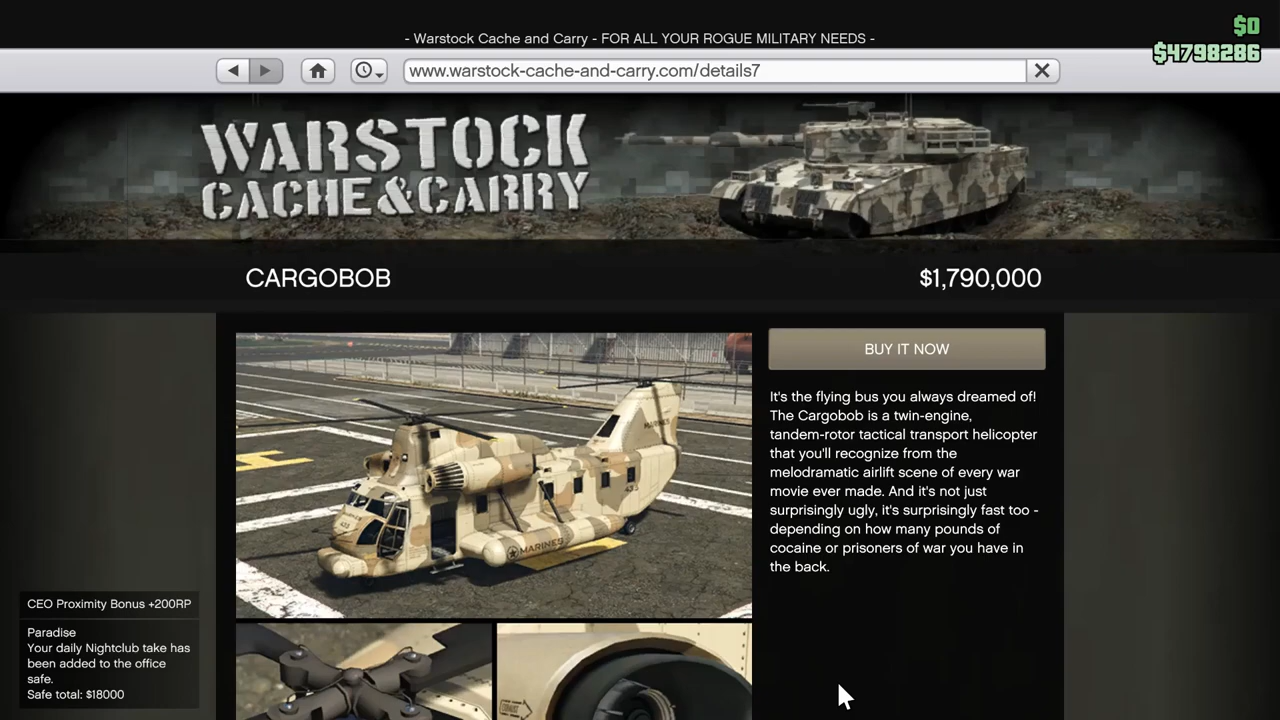 - Warstock Cache and Carry - FOR ALL YOUR ROGUE MILITARY NEEDS -
$0
$4798286
www.warstock-cache-and-carry.com/details7
WARSTOCK
CACHE&CARRY
CARGOBOB
$1,790,000
BUY IT NOW
It's the flying bus you always dreamed of!
The Cargobob is a twin-engine,
tandem-rotor tactical transport helicopter
that you'll recognize from the
melodramatic airlift scene of every war
movie ever made. And it's not just
surprisingly ugly, it's surprisingly fast too -
depending on how many pounds of
cocaine or prisoners of war you have in
the back.
MARINES
MARINES
CEO Proximity Bonus +200RP
Paradise
Your daily Nightclub take has
been added to the office
safe.
Safe total: $18000